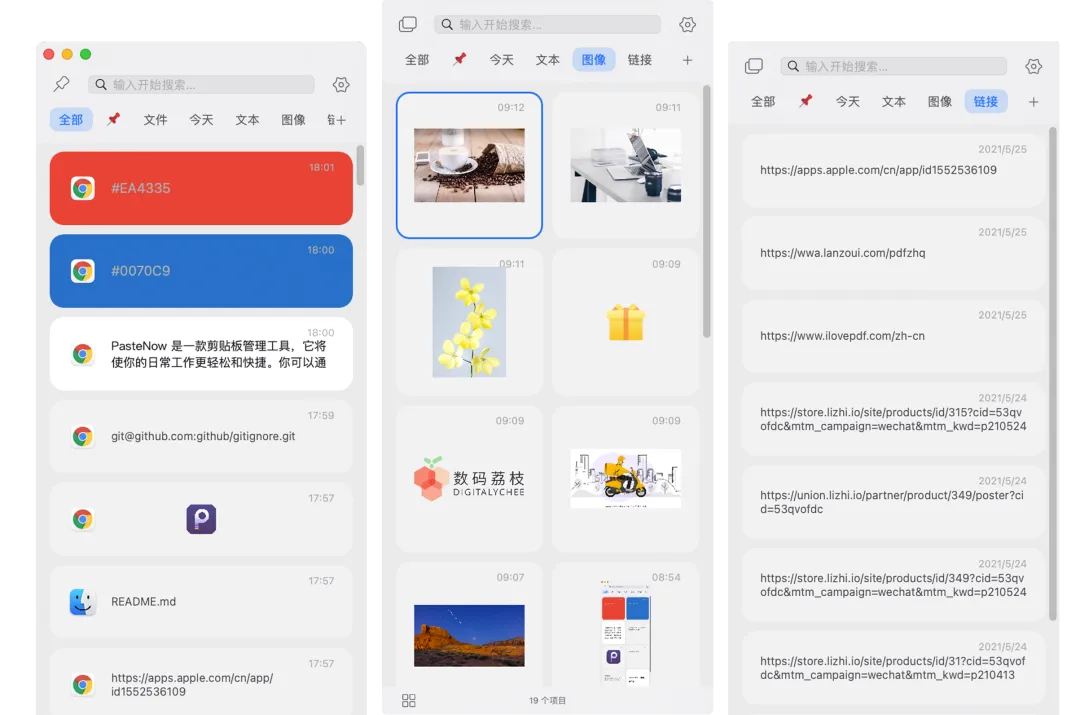 输入开始搜索...
全部 文件 今天 文本 图像
18:01
#EA4335
18:00
#0070C9
18:00
PasteNow 是一款剪贴板管理工具，它将
使你的日常工作更轻松和快捷。你可以通
17:59
git@github.com:github/gitignore.git
17:57
17:57
README.md
17:57
https://apps.apple.com/cn/app/
id1552536109
输入开始搜索...
全部 今天 文本 图像 链接
09:12
09:11
09:11
09:09
09:09
数码荔枝
DIGITALYCHEE
09:09
09:07
08:54
19 个项目
输入开始搜索...
全部 今天 文本 图像 链接
2021/5/25
https://apps.apple.com/cn/app/id1552536109
2021/5/25
https://wwa.lanzoui.com/pdfzhq
2021/5/25
https://www.ilovepdf.com/zh-cn
2021/5/24
https://store.lizhi.io/site/products/id/315?cid=53qv
ofdc&mtm_campaign=wechat&mtm_kwd=p210524
2021/5/24
https://union.lizhi.io/partner/product/349/poster?ci
d=53qvofdc
2021/5/24
https://store.lizhi.io/site/products/id/349?cid=53qv
ofdc&mtm_campaign=wechat&mtm_kwd=p210524
2021/5/24
https://store.lizhi.io/site/products/id/31?cid=53qvof
dc&mtm_campaign=wechat&mtm_kwd=p210413